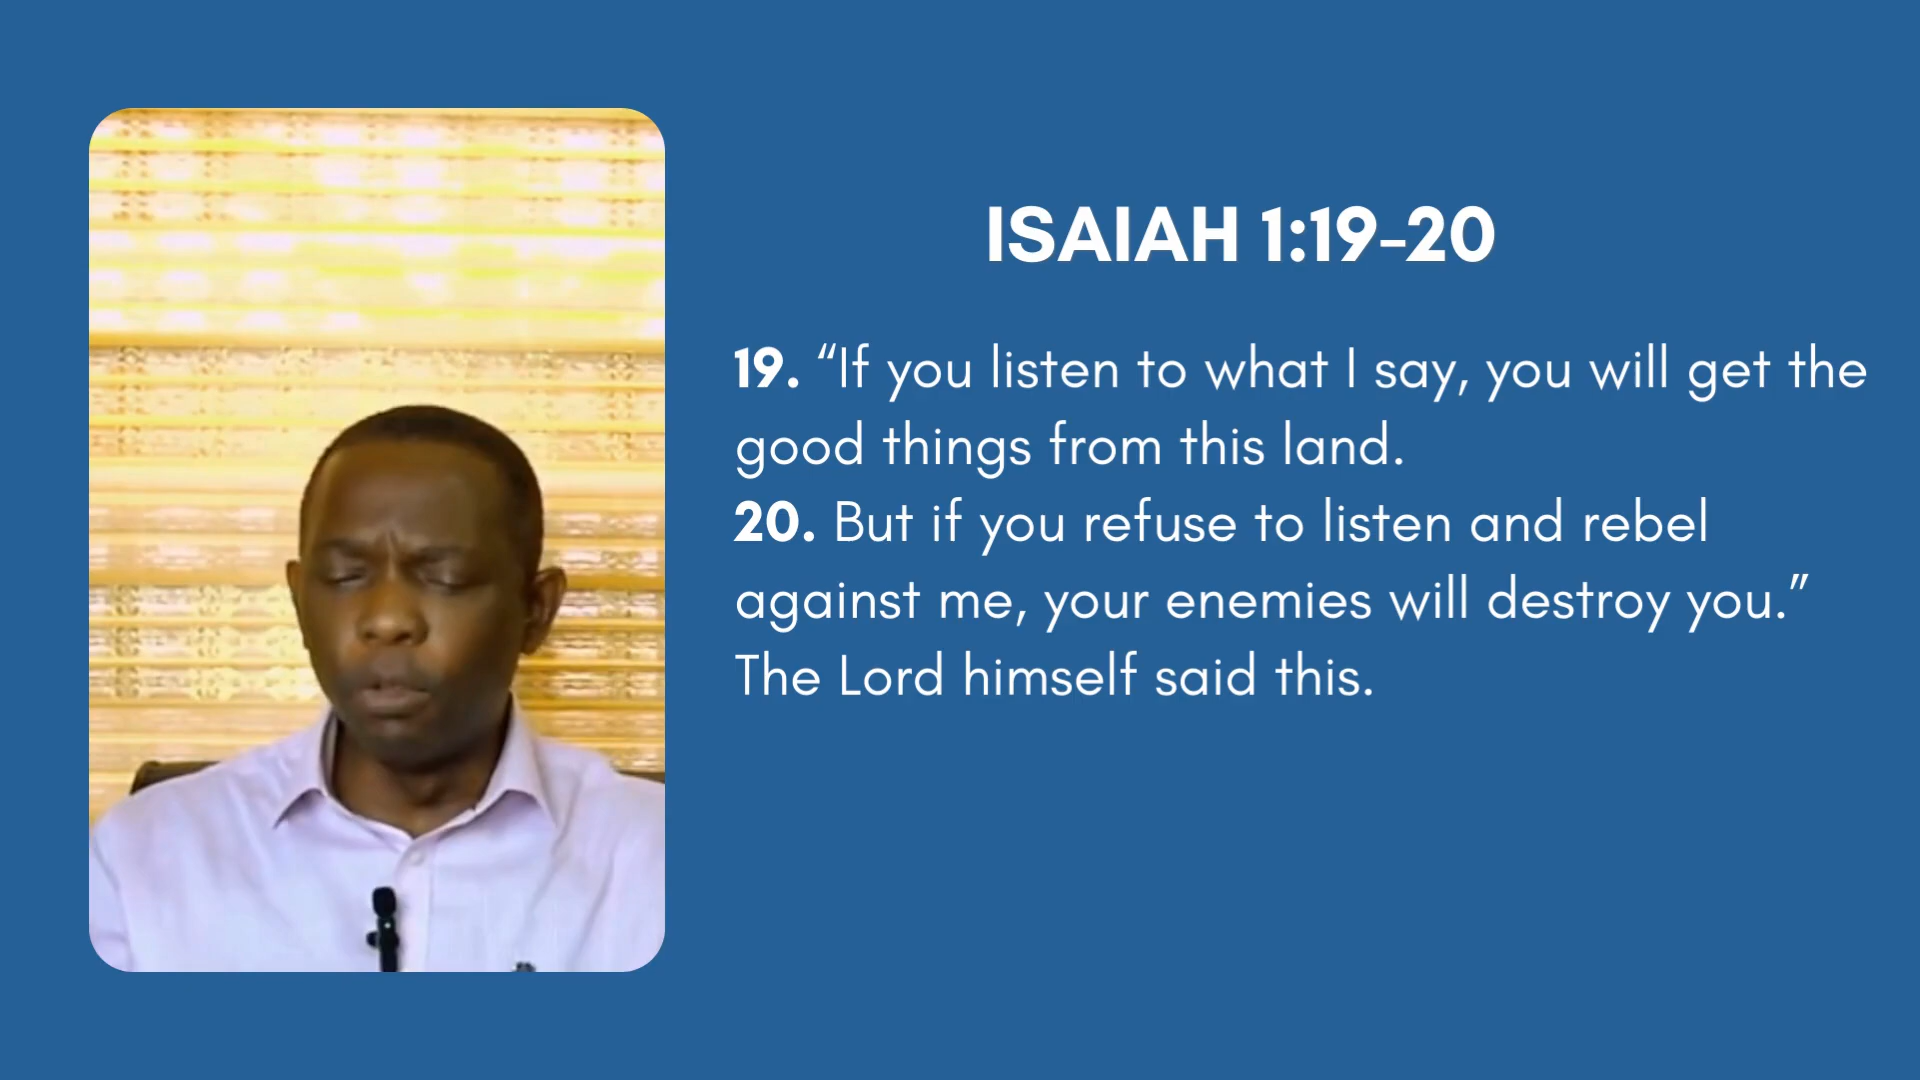 ISAIAH 1:19-20
19. “If you listen to what I say, you will get the
good things from this land.
20. But if you refuse to listen and rebel
against me, your enemies will destroy you.”
The Lord himself said this.